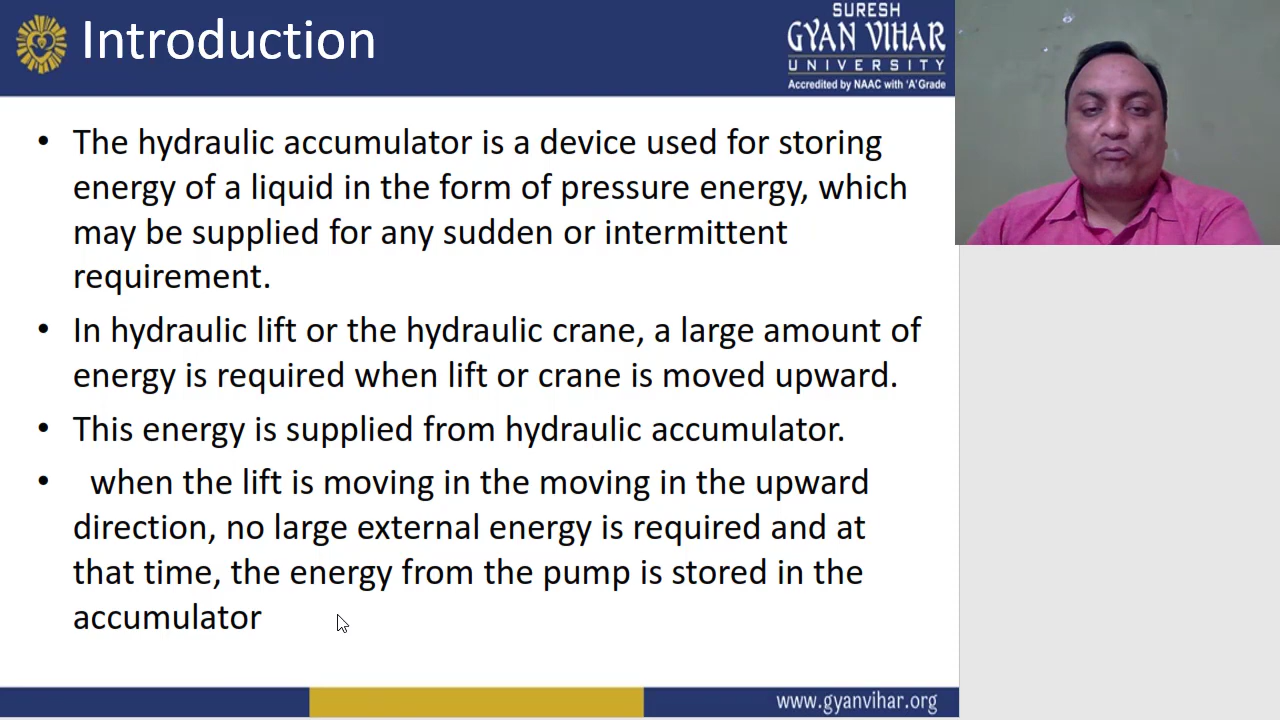 Introduction
SURESH
GYAN VIHAR
UNIVERSITY
Accredited by NAAC with 'A'Grade
• The hydraulic accumulator is a device used for storing
energy of a liquid in the form of pressure energy, which
may be supplied for any sudden or intermittent
requirement.
• In hydraulic lift or the hydraulic crane, a large amount of
energy is required when lift or crane is moved upward.
• This energy is supplied from hydraulic accumulator.
• when the lift is moving in the moving in the upward
direction, no large external energy is required and at
that time, the energy from the pump is stored in the
accumulator
www.gyanvihar.org